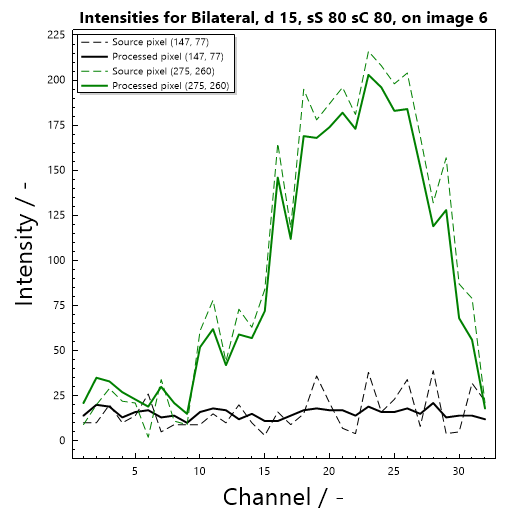 Intensities for Bilateral, d 15, sS 80 sC 80, on image 6
Source pixel (147, 77)
Processed pixel (147, 77)
Source pixel (275, 260)
Processed pixel (275, 260)
225
200
175
150
125
100
75
50
25
0
Intensity / -
5
10
15
20
25
30
Channel / -